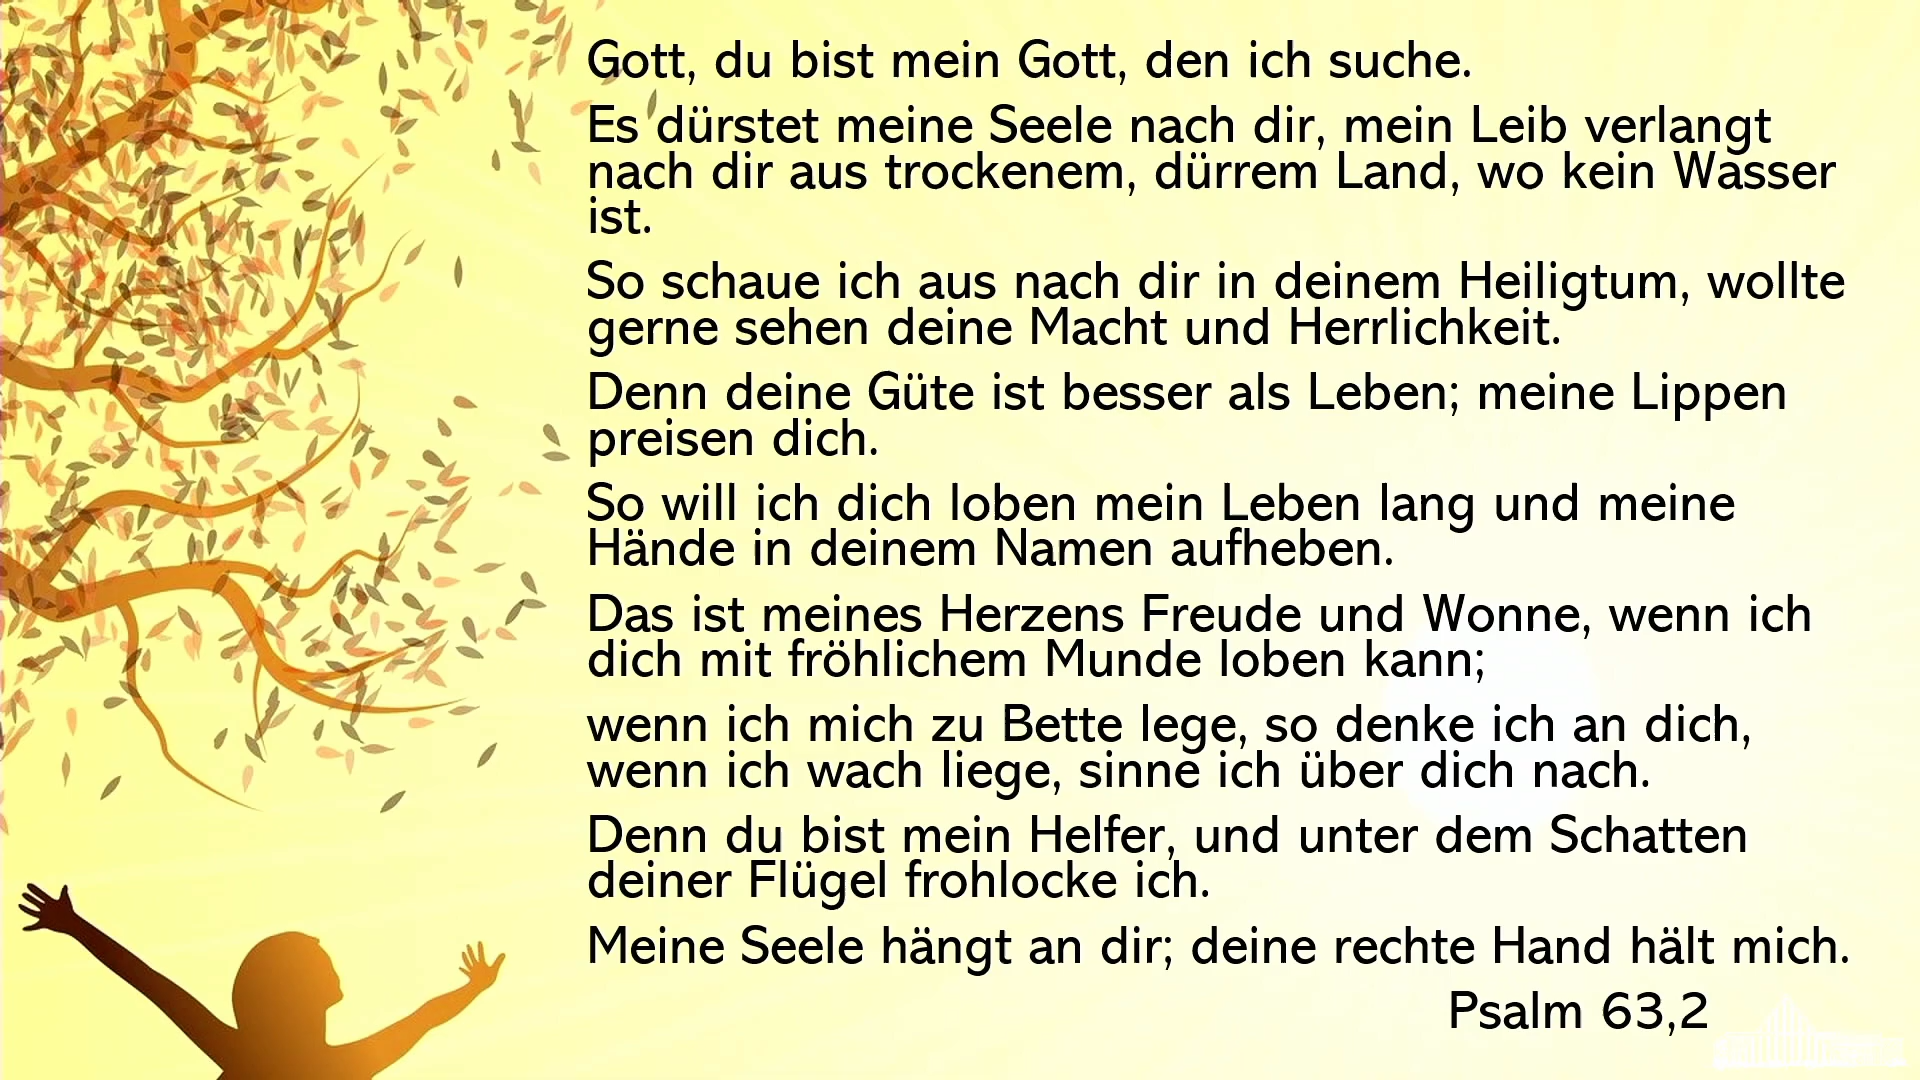 Gott, du bist mein Gott, den ich suche.
Es dürstet meine Seele nach dir, mein Leib verlangt
nach dir aus trockenem, dürrem Land, wo kein Wasser
ist.
So schaue ich aus nach dir in deinem Heiligtum, wollte
gerne sehen deine Macht und Herrlichkeit.
Denn deine Güte ist besser als Leben; meine Lippen
preisen dich.
So will ich dich loben mein Leben lang und meine
Hände in deinem Namen aufheben.
Das ist meines Herzens Freude und Wonne, wenn ich
dich mit fröhlichem Munde loben kann;
wenn ich mich zu Bette lege, so denke ich an dich,
wenn ich wach liege, sinne ich über dich nach.
Denn du bist mein Helfer, und unter dem Schatten
deiner Flügel frohlocke ich.
Meine Seele hängt an dir; deine rechte Hand hält mich.
Psalm 63,2